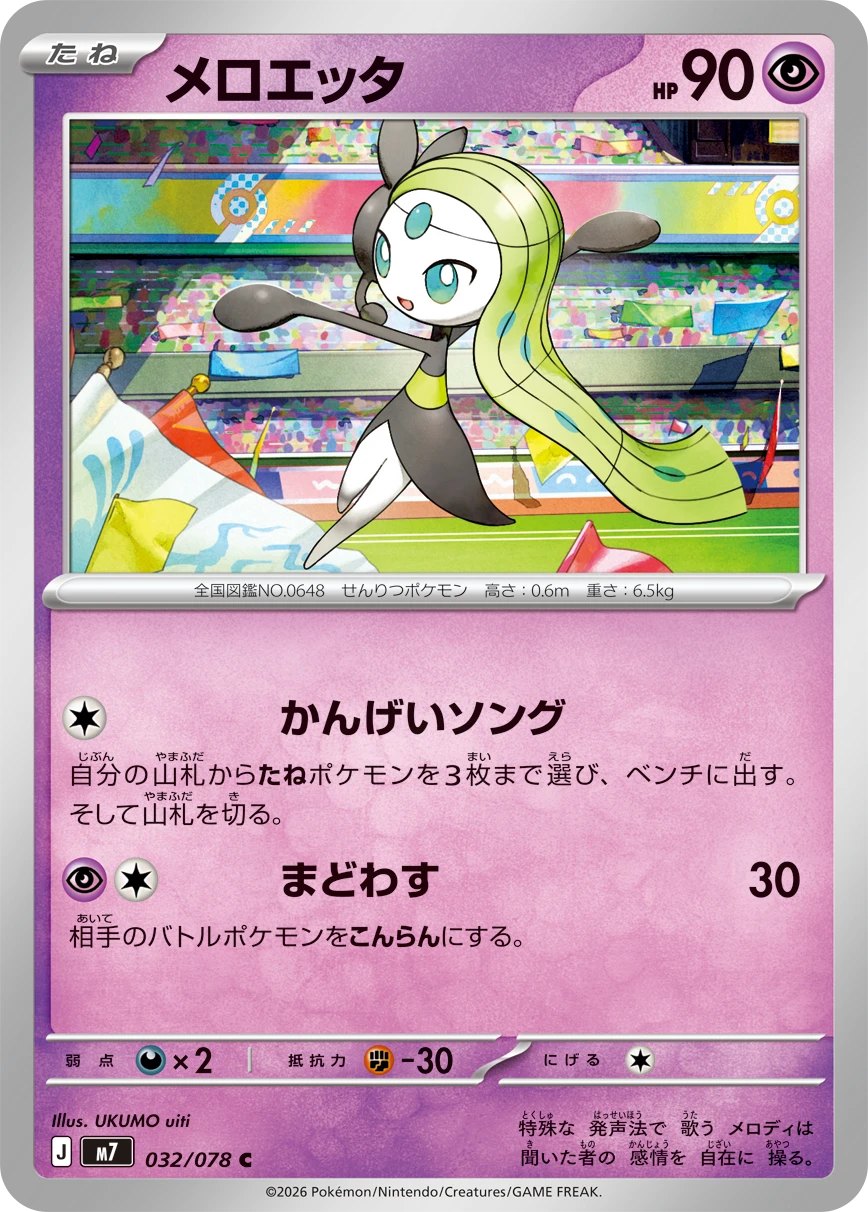 たね
メロエッタ
HP 90
全国図鑑NO.0648 せんりつポケモン 高さ:0.6m 重さ:6.5kg
かんげいソング
自分の山札からたねポケモンを3枚まで選び、ベンチに出す。
そして山札を切る。
まどわす 30
相手のバトルポケモンをこんらんにする。
弱点 ×2 抵抗力 -30 にげる
Illus. UKUMO uiti
特殊な 発声法で 歌う メロディは
聞いた者の 感情を 自在に 操る。
J m7 032/078 C
©2026 Pokémon/Nintendo/Creatures/GAME FREAK.